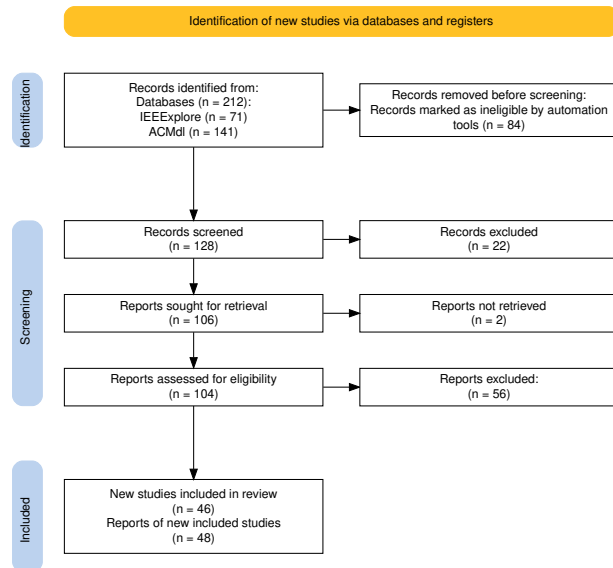 Identification of new studies via databases and registers
Identification
Records identified from:
Databases (n = 212):
IEEExplore (n = 71)
ACMdl (n = 141)
Records removed before screening:
Records marked as ineligible by automation
tools (n = 84)
Screening
Records screened
(n = 128)
Records excluded
(n = 22)
Reports sought for retrieval
(n = 106)
Reports not retrieved
(n = 2)
Reports assessed for eligibility
(n = 104)
Reports excluded:
(n = 56)
Included
New studies included in review
(n = 46)
Reports of new included studies
(n = 48)